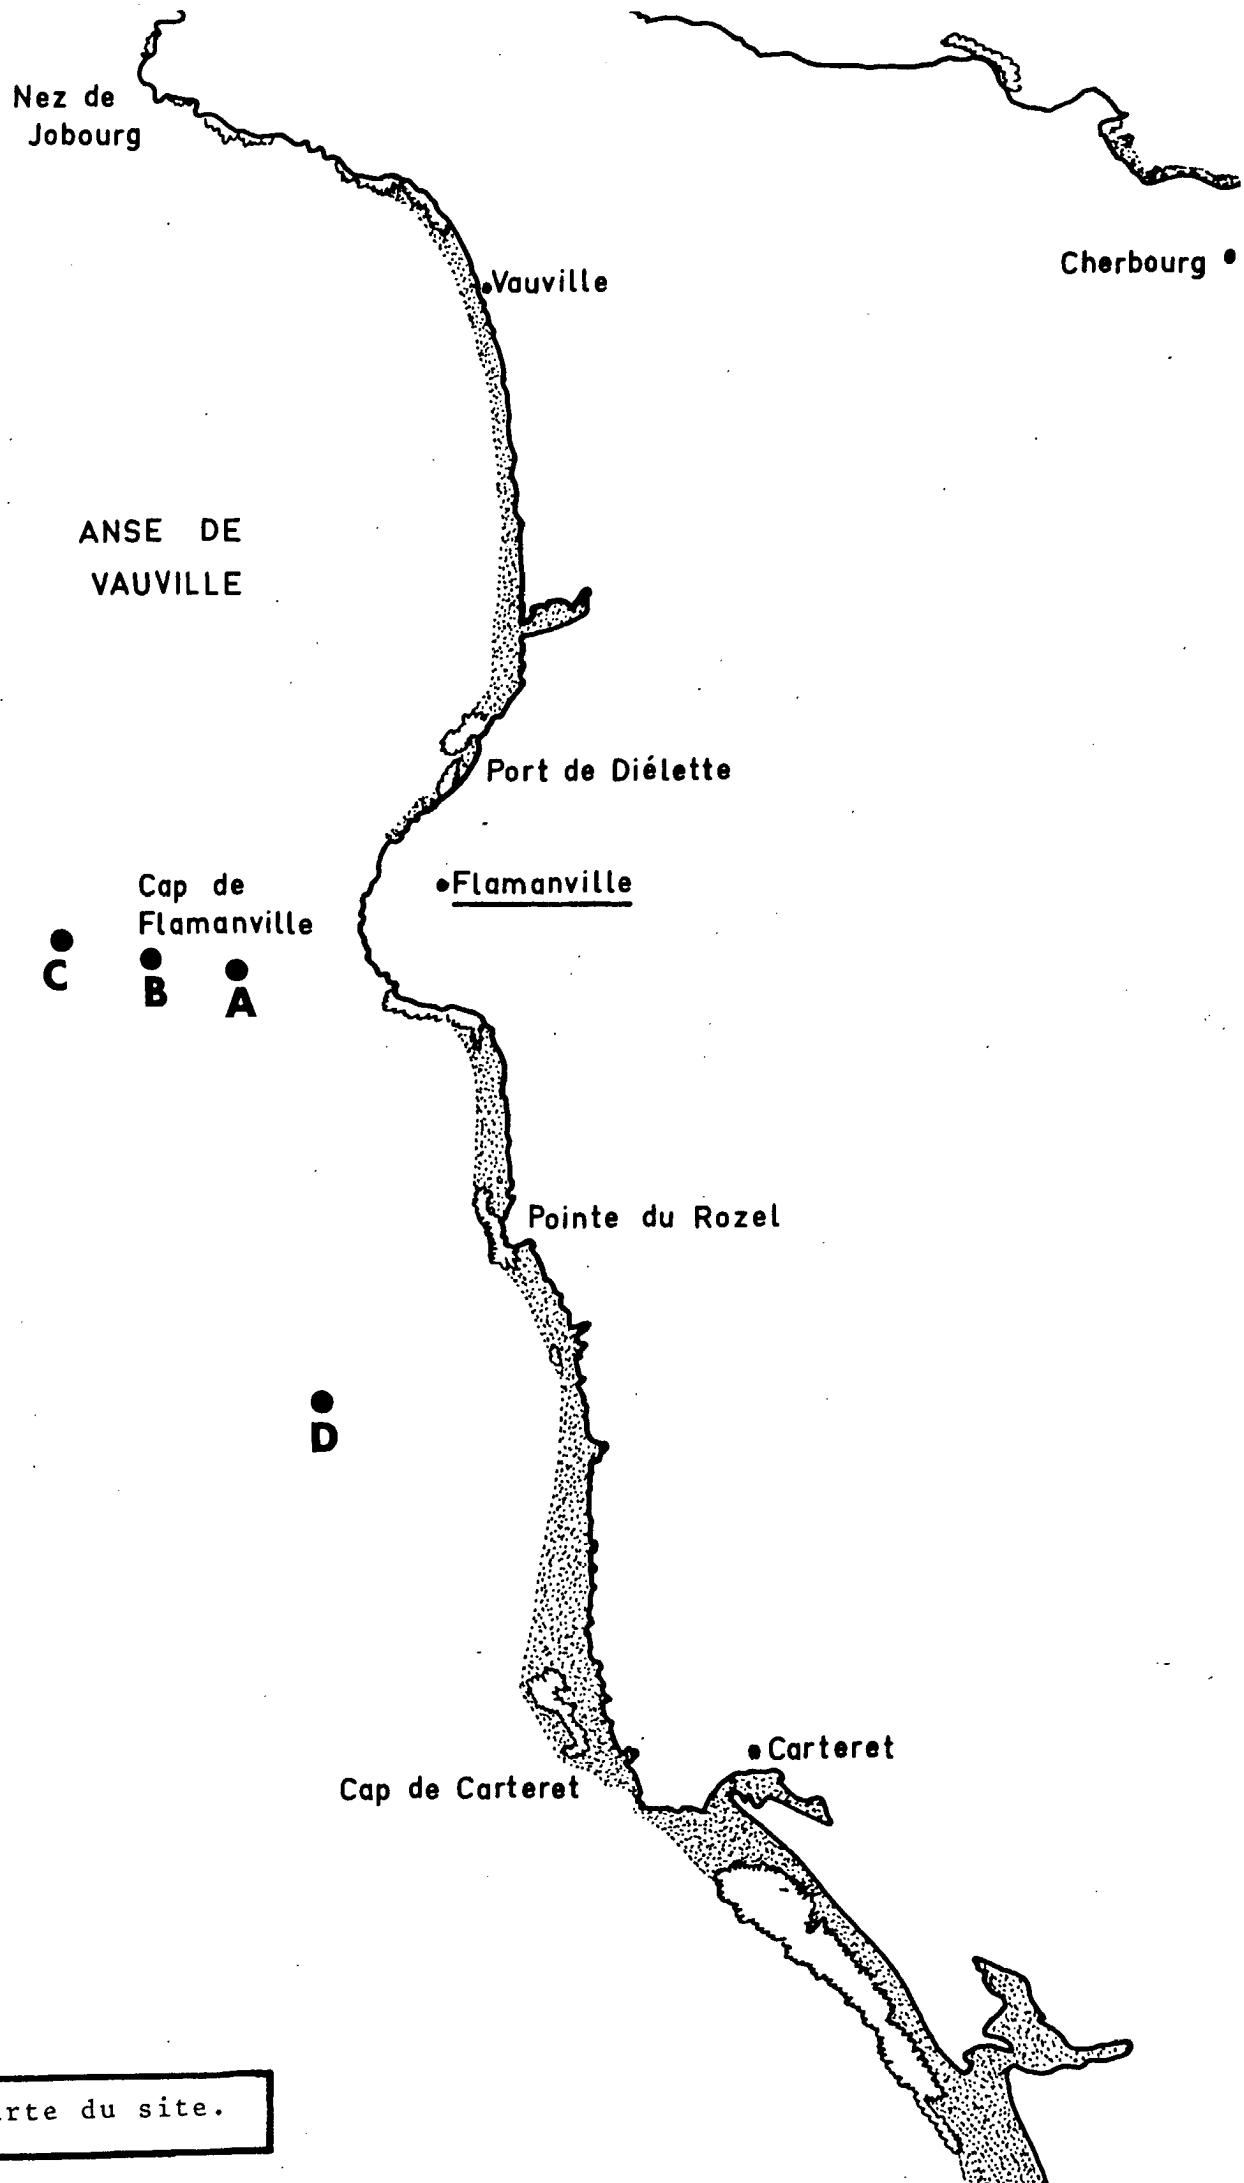 Nez de
Jobourg
Cherbourg
Vauville
ANSE DE
VAUVILLE
Port de Diélette
Cap de
Flamanville
Flamanville
C
B
A
Pointe du Rozel
D
Carteret
Cap de Carteret
rte du site.